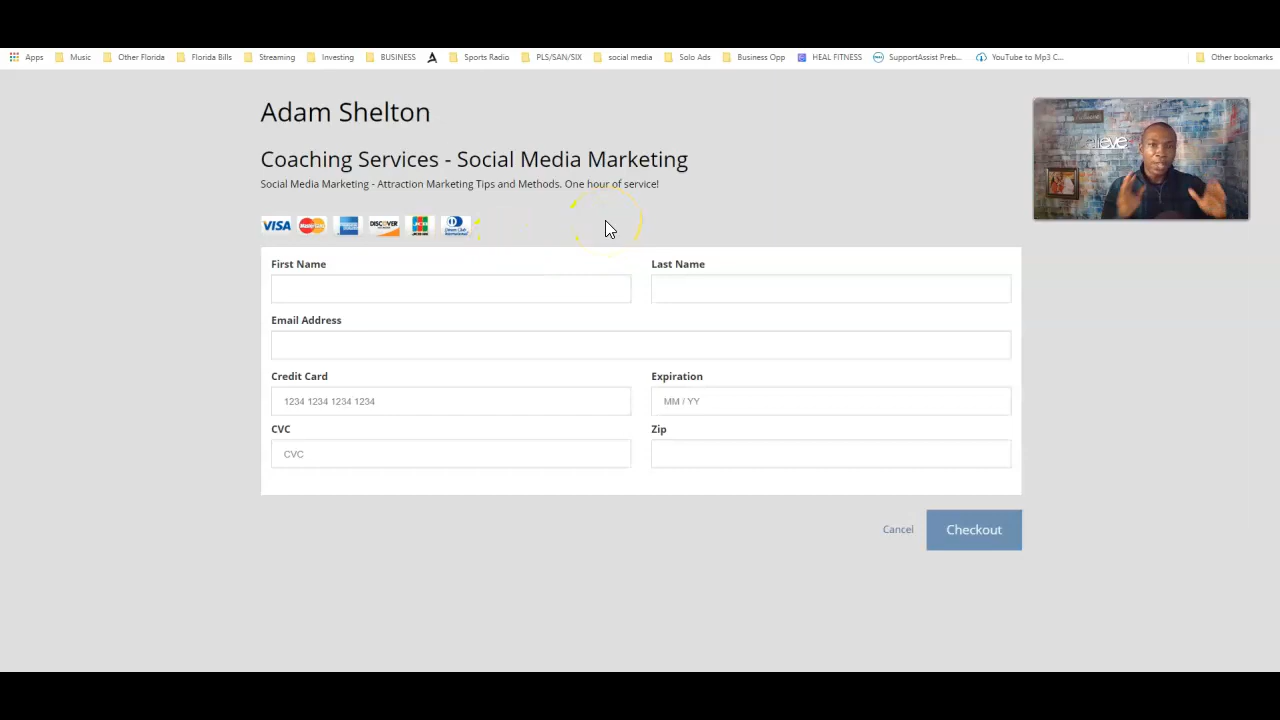 Apps Music Other Florida Florida Bills Streaming Investing BUSINESS Sports Radio PLS/SAN/SIX social media Solo Ads Business Opp HEAL FITNESS SupportAssist Preb... YouTube to Mp3 C... Other bookmarks
Adam Shelton
Coaching Services - Social Media Marketing
Social Media Marketing - Attraction Marketing Tips and Methods. One hour of service!
VISA MasterCard DISCOVER JCB
First Name Last Name
Email Address
Credit Card Expiration
1234 1234 1234 1234 MM / YY
CVC Zip
CVC
Cancel Checkout